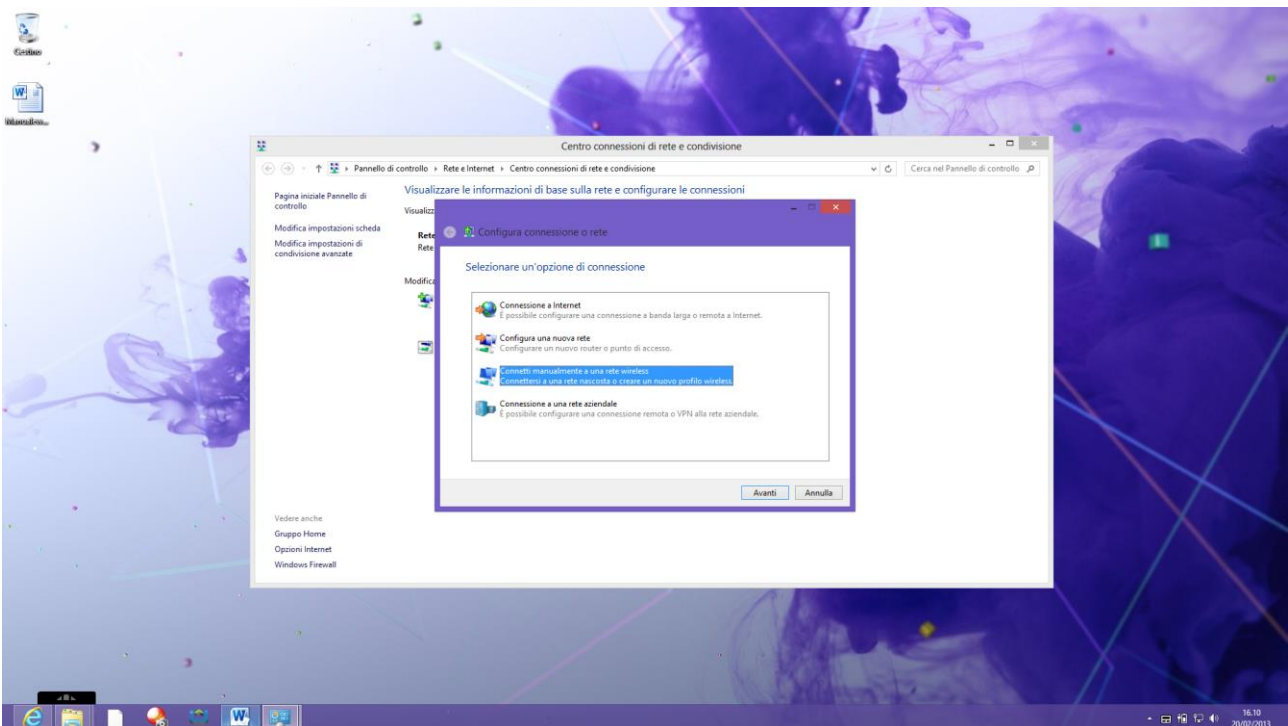 Cestino
Manual-w...
Centro connessioni di rete e condivisione
Pannello di controllo
Rete e Internet
Centro connessioni di rete e condivisione
Cerca nel Pannello di controllo
Pagina iniziale Pannello di
controllo
Modifica impostazioni scheda
Modifica impostazioni di
condivisione avanzate
Visualizzare le informazioni di base sulla rete e configurare le connessioni
Visualizz
Rete
Rete
Modifica
Configura connessione o rete
Selezionare un'opzione di connessione
Connessione a Internet
È possibile configurare una connessione a banda larga o remota a Internet.
Configura una nuova rete
Configurare un nuovo router o punto di accesso.
Connetti manualmente a una rete wireless
Connettersi a una rete nascosta o creare un nuovo profilo wireless.
Connessione a una rete aziendale
È possibile configurare una connessione remota o VPN alla rete aziendale.
Avanti
Annulla
Vedere anche
Gruppo Home
Opzioni Internet
Windows Firewall
16.10
20/02/2013